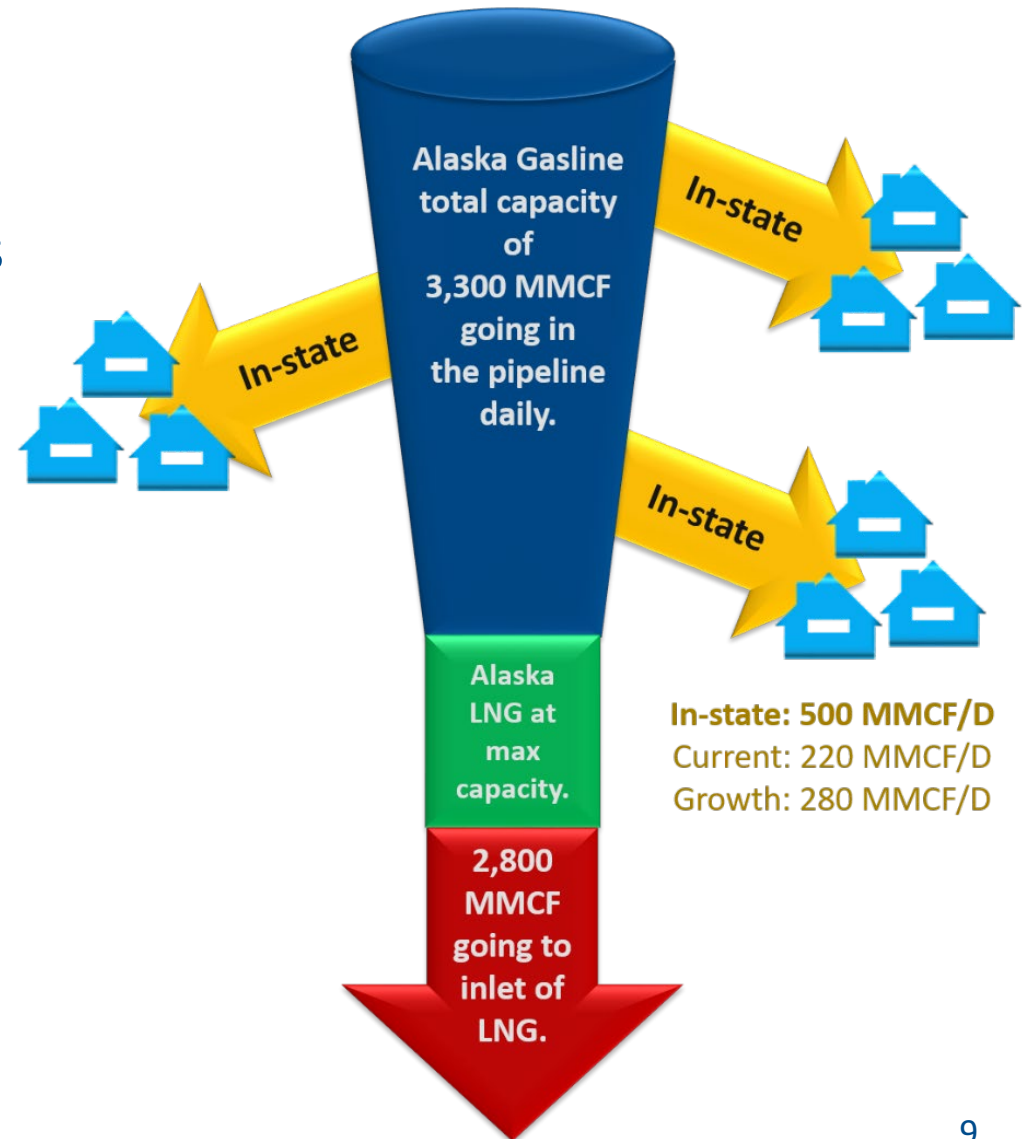 Alaska Gasline
total capacity
of
3,300 MMCF
going in
the pipeline
daily.
In-state
In-state
In-state
Alaska
LNG at
max
capacity.
In-state: 500 MMCF/D
Current: 220 MMCF/D
Growth: 280 MMCF/D
2,800
MMCF
going to
inlet of
LNG.
9